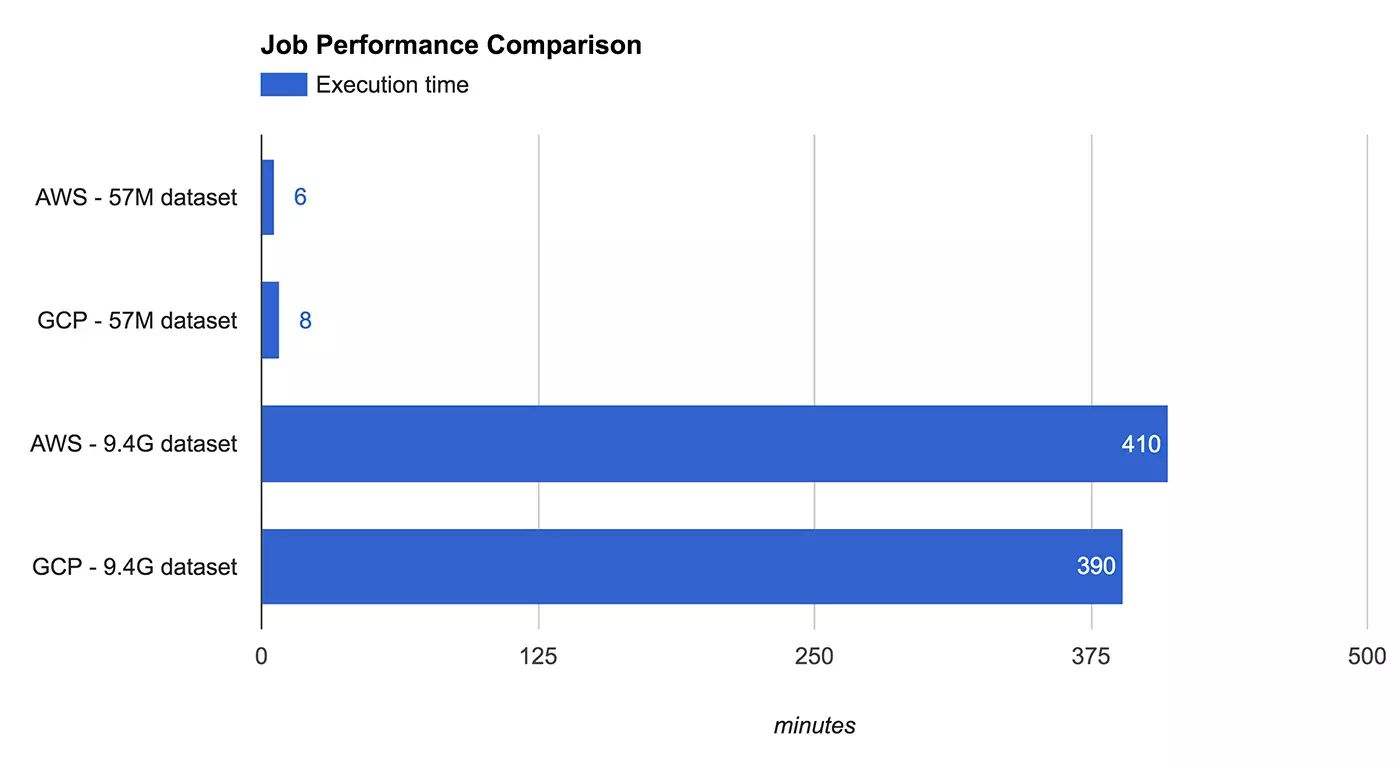 Job Performance Comparison
Execution time
AWS - 57M dataset
6
GCP - 57M dataset
8
AWS - 9.4G dataset
410
GCP - 9.4G dataset
390
0 125 250 375 500
minutes